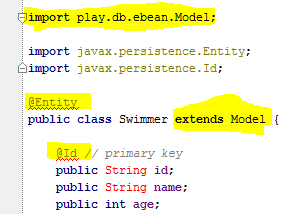 import play.db.ebean.Model;
import javax.persistence.Entity;
import javax.persistence.Id;
@Entity
public class Swimmer extends Model {
@Id // primary key
public String id;
public String name;
public int age;